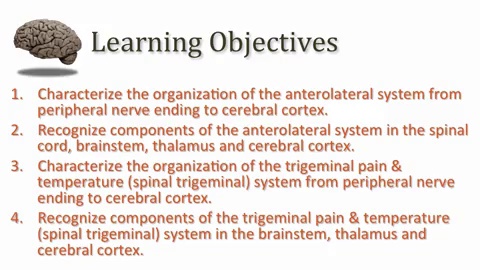 Learning Objectives
1. Characterize the organization of the anterolateral system from
peripheral nerve ending to cerebral cortex.
2. Recognize components of the anterolateral system in the spinal
cord, brainstem, thalamus and cerebral cortex.
3. Characterize the organization of the trigeminal pain &
temperature (spinal trigeminal) system from peripheral nerve
ending to cerebral cortex.
4. Recognize components of the trigeminal pain & temperature
(spinal trigeminal) system in the brainstem, thalamus and
cerebral cortex.